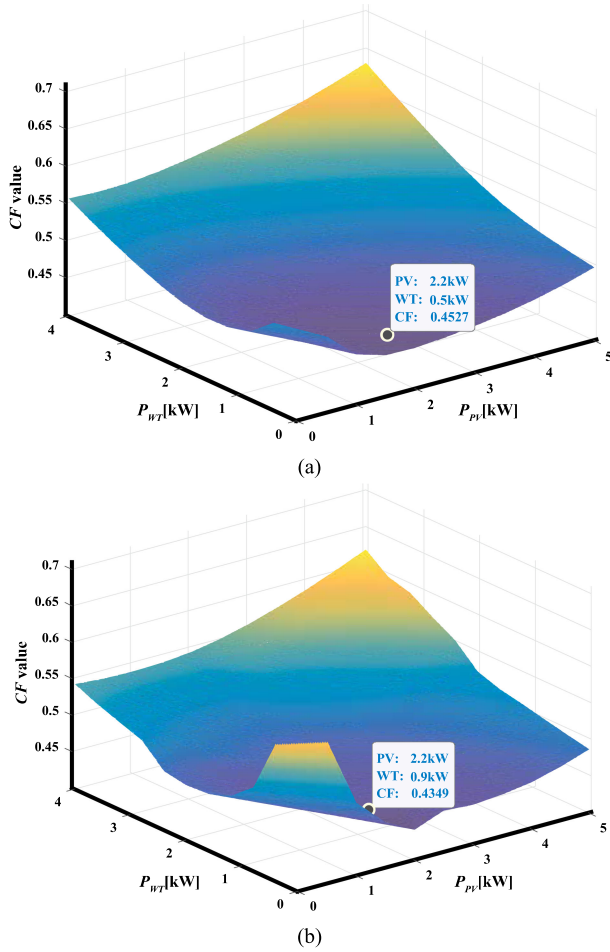 0.7
0.65
0.6
0.55
0.5
0.45
CF value
PV: 2.2kW
WT: 0.5kW
CF: 0.4527
4
3
2
1
0
P_WT[kW]
0
1
2
3
4
5
P_PV[kW]
(a)
0.7
0.65
0.6
0.55
0.5
0.45
CF value
PV: 2.2kW
WT: 0.9kW
CF: 0.4349
4
3
2
1
0
P_WT[kW]
0
1
2
3
4
5
P_PV[kW]
(b)